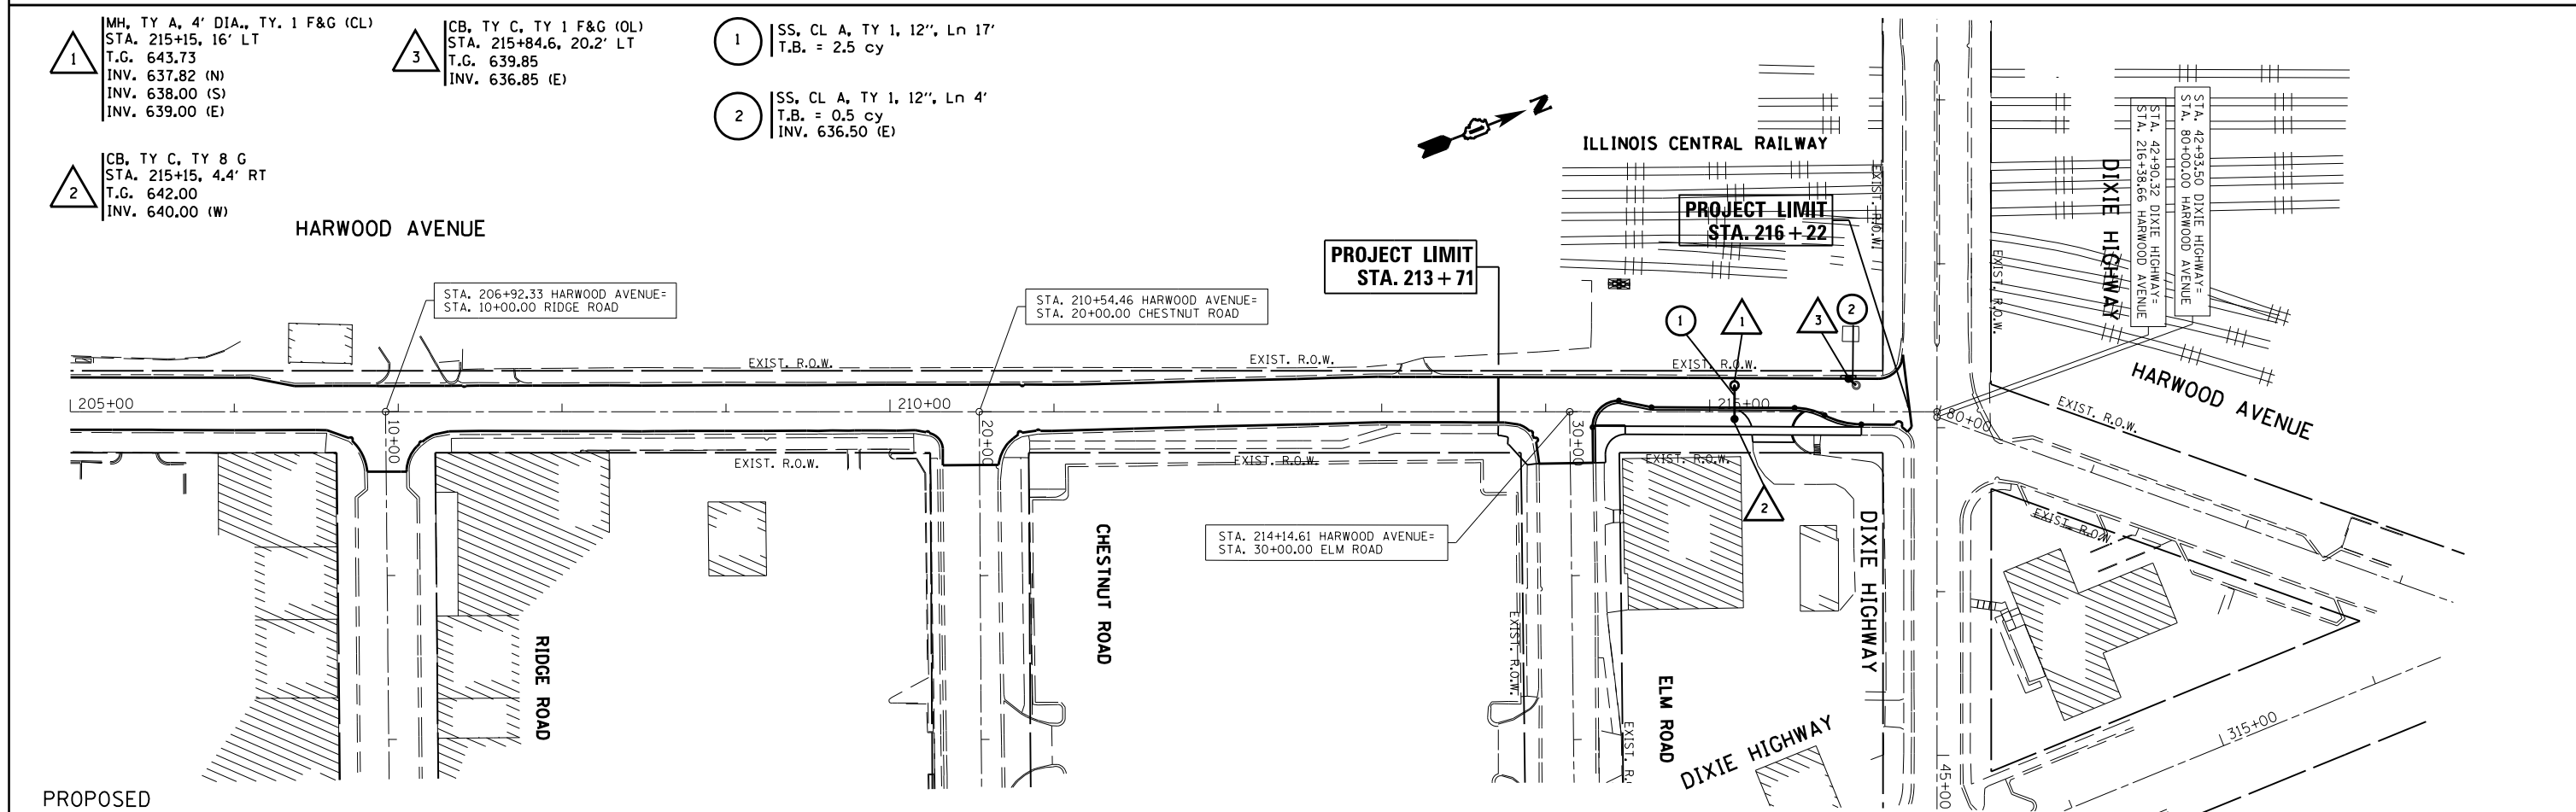 1
MH, TY A, 4' DIA., TY. 1 F&G (CL)
STA. 215+15, 16' LT
T.G. 643.73
INV. 637.82 (N)
INV. 638.00 (S)
INV. 639.00 (E)
2
CB, TY C, TY 8 G
STA. 215+15, 4.4' RT
T.G. 642.00
INV. 640.00 (W)
3
CB, TY C, TY 1 F&G (OL)
STA. 215+84.6, 20.2' LT
T.G. 639.85
INV. 636.85 (E)
1
SS, CL A, TY 1, 12'', Ln 17'
T.B. = 2.5 cy
2
SS, CL A, TY 1, 12'', Ln 4'
T.B. = 0.5 cy
INV. 636.50 (E)
N
HARWOOD AVENUE
ILLINOIS CENTRAL RAILWAY
PROJECT LIMIT
STA. 216+22
PROJECT LIMIT
STA. 213+71
EXIST. R.O.W.
EXIST. R.O.W.
DIXIE HIGHWAY
STA. 42+90.32 DIXIE HIGHWAY=
STA. 216+38.66 HARWOOD AVENUE
STA. 42+93.50 DIXIE HIGHWAY=
STA. 80+00.00 HARWOOD AVENUE
STA. 206+92.33 HARWOOD AVENUE=
STA. 10+00.00 RIDGE ROAD
STA. 210+54.46 HARWOOD AVENUE=
STA. 20+00.00 CHESTNUT ROAD
1
1
3
2
EXIST. R.O.W.
EXIST. R.O.W.
EXIST. R.O.W.
HARWOOD AVENUE
EXIST. R.O.W.
205+00
210+00
215+00
80+00
10+00
20+00
30+00
EXIST. R.O.W.
EXIST. R.O.W.
EXIST. R.O.W.
2
EXIST. R.O.W.
STA. 214+14.61 HARWOOD AVENUE=
STA. 30+00.00 ELM ROAD
CHESTNUT ROAD
DIXIE HIGHWAY
RIDGE ROAD
EXIST. R.O.W.
ELM ROAD
EXIST. R.
DIXIE HIGHWAY
315+00
45+00
PROPOSED